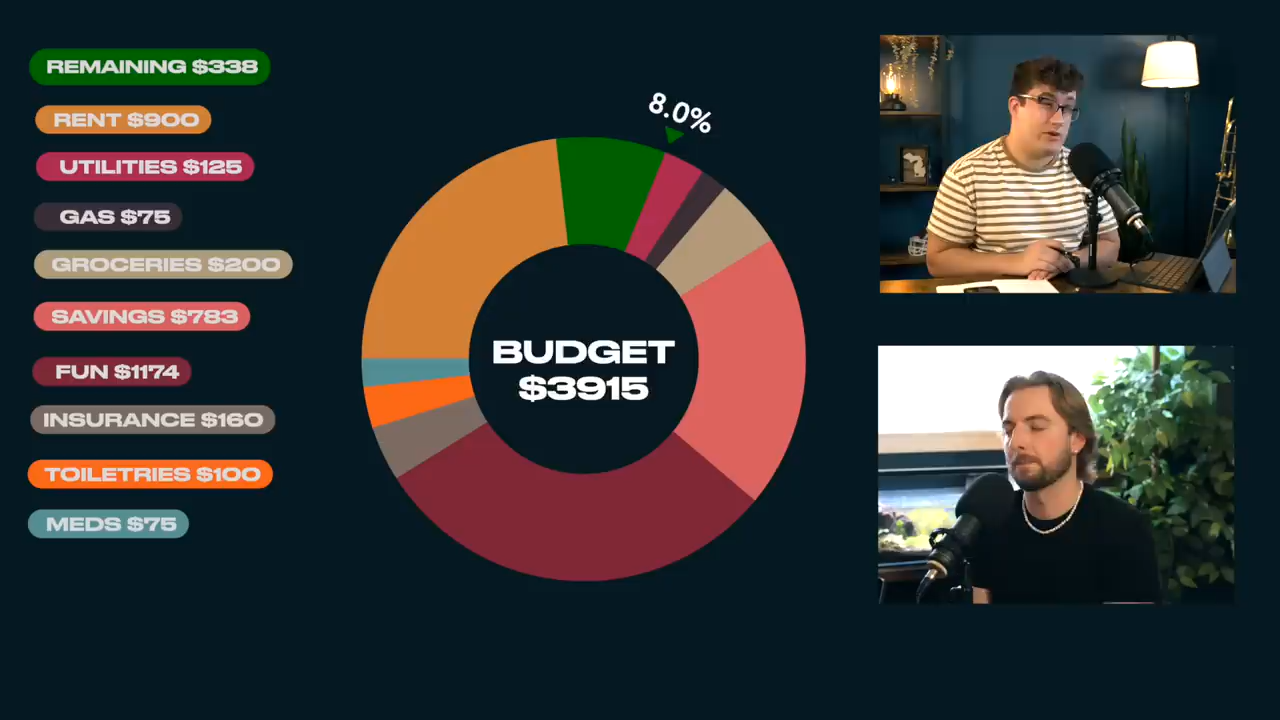 REMAINING $338
RENT $900
UTILITIES $125
GAS $75
GROCERIES $200
SAVINGS $783
FUN $1174
INSURANCE $160
TOILETRIES $100
MEDS $75
8.0%
BUDGET
$3915